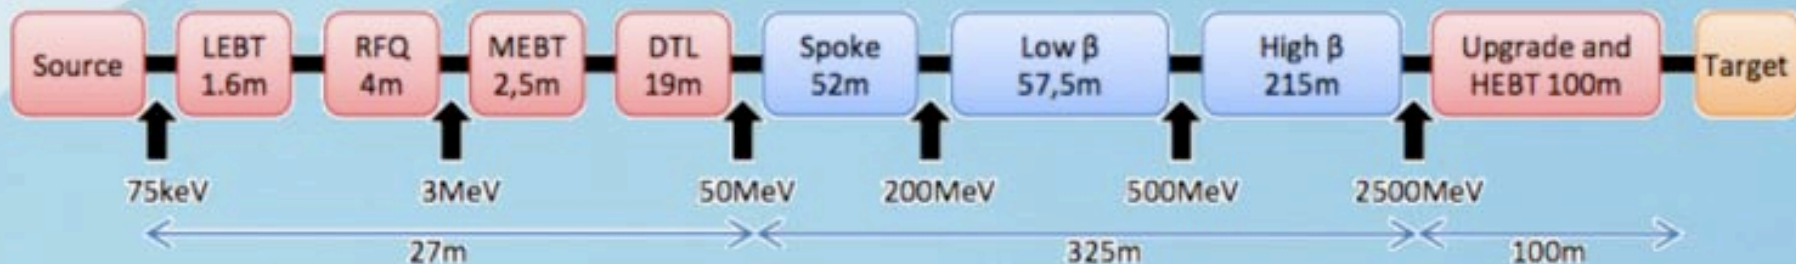 Source
LEBT
1.6m
RFQ
4m
MEBT
2,5m
DTL
19m
Spoke
52m
Low β
57,5m
High β
215m
Upgrade and
HEBT 100m
Target
75keV
3MeV
50MeV
200MeV
500MeV
2500MeV
27m
325m
100m